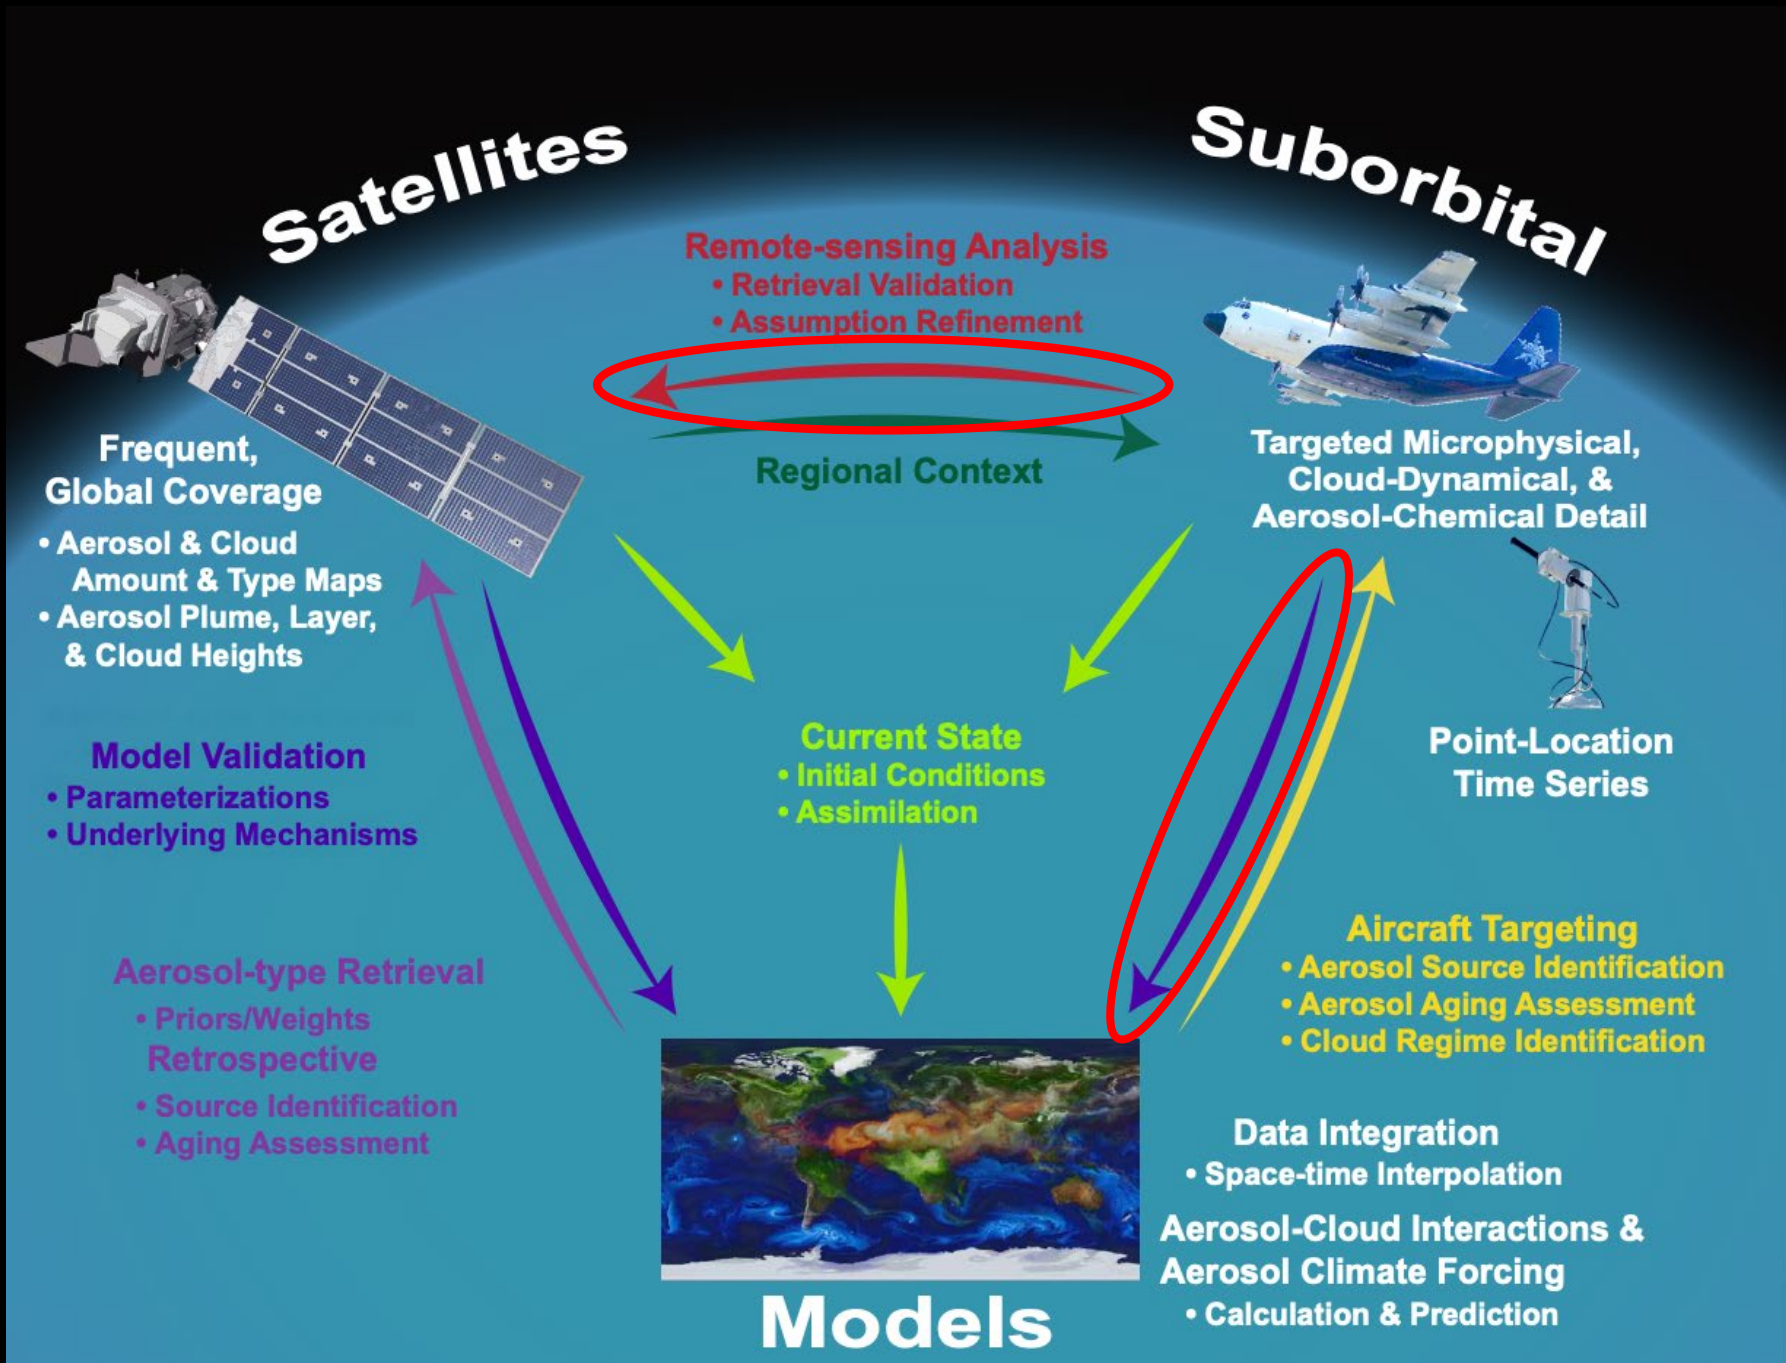 Satellites
Suborbital
Remote-sensing Analysis
• Retrieval Validation
• Assumption Refinement
Regional Context
Frequent,
Global Coverage
• Aerosol & Cloud
Amount & Type Maps
• Aerosol Plume, Layer,
& Cloud Heights
Targeted Microphysical,
Cloud-Dynamical, &
Aerosol-Chemical Detail
Point-Location
Time Series
Model Validation
• Parameterizations
• Underlying Mechanisms
Current State
• Initial Conditions
• Assimilation
Aerosol-type Retrieval
• Priors/Weights
Retrospective
• Source Identification
• Aging Assessment
Aircraft Targeting
• Aerosol Source Identification
• Aerosol Aging Assessment
• Cloud Regime Identification
Data Integration
• Space-time Interpolation
Aerosol-Cloud Interactions &
Aerosol Climate Forcing
• Calculation & Prediction
Models